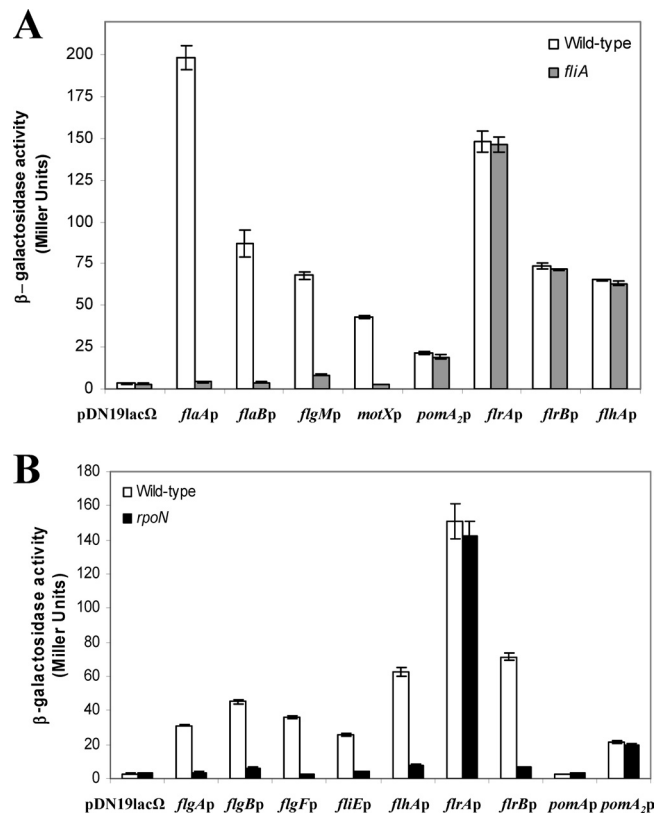 A
β–galactosidase activity
(Miller Units)
200
175
150
125
100
75
50
25
0
Wild-type
fliA
pDN19lacΩ flaAp flaBp flgMp motXp pomA₂p flrAp flrBp flhAp
B
β-galactosidase activity
(Miller Units)
180
160
140
120
100
80
60
40
20
0
Wild-type
rpoN
pDN19lacΩ flgAp flgBp flgFp fliEp flhAp flrAp flrBp pomAp pomA₂p